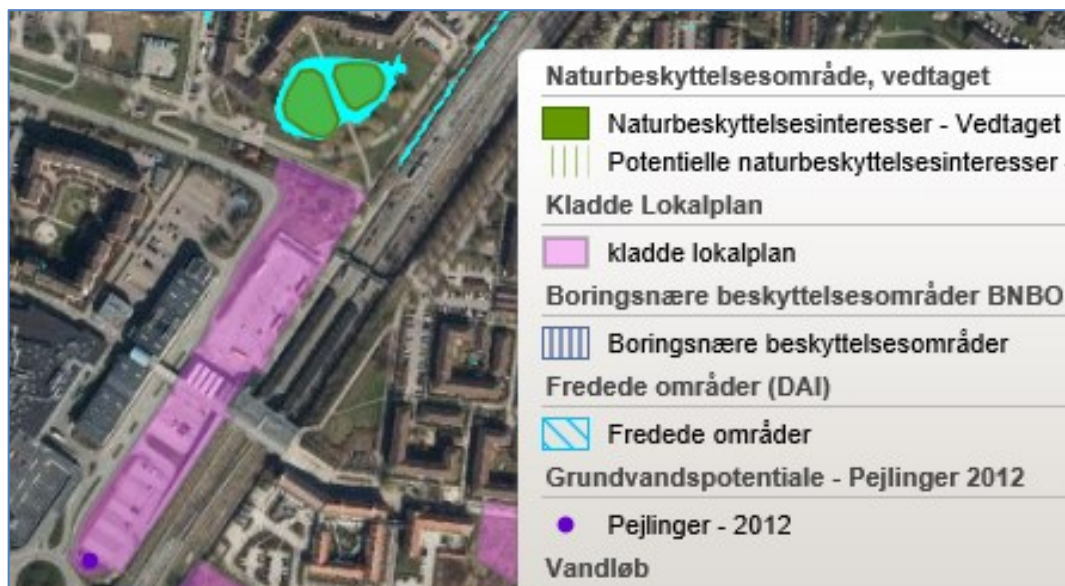 Naturbeskyttelsesområde, vedtaget
Naturbeskyttelsesinteresser - Vedtaget
Potentielle naturbeskyttelsesinteresser -
Kladde Lokalplan
kladde lokalplan
Boringsnære beskyttelsesområder BNBO
Boringsnære beskyttelsesområder
Fredede områder (DAI)
Fredede områder
Grundvandspotentiale - Pejlinger 2012
Pejlinger - 2012
Vandløb